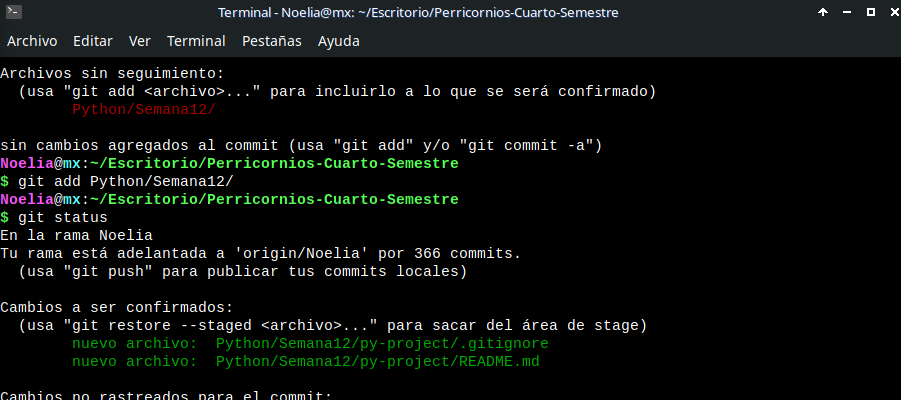 Terminal - Noelia@mx: ~/Escritorio/Perricornios-Cuarto-Semestre
Archivo Editar Ver Terminal Pestañas Ayuda
Archivos sin seguimiento:
(usa "git add <archivo>..." para incluirlo a lo que se será confirmado)
Python/Semana12/
sin cambios agregados al commit (usa "git add" y/o "git commit -a")
Noelia@mx:~/Escritorio/Perricornios-Cuarto-Semestre
$ git add Python/Semana12/
Noelia@mx:~/Escritorio/Perricornios-Cuarto-Semestre
$ git status
En la rama Noelia
Tu rama está adelantada a 'origin/Noelia' por 366 commits.
(usa "git push" para publicar tus commits locales)
Cambios a ser confirmados:
(usa "git restore --staged <archivo>..." para sacar del área de stage)
nuevo archivo: Python/Semana12/py-project/.gitignore
nuevo archivo: Python/Semana12/py-project/README.md
Cambios no rastreados para el commit: